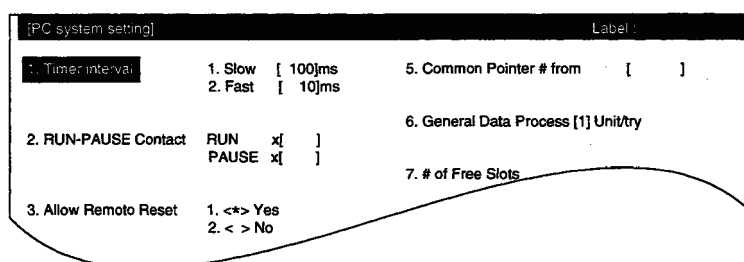 [PC system setting] Label :
1. Timer interval 1. Slow [ 100]ms 5. Common Pointer # from [ ]
2. Fast [ 10]ms
6. General Data Process [1] Unit/try
2. RUN-PAUSE Contact RUN x[ ]
PAUSE x[ ]
7. # of Free Slots
3. Allow Remoto Reset 1. <*> Yes
2. < > No